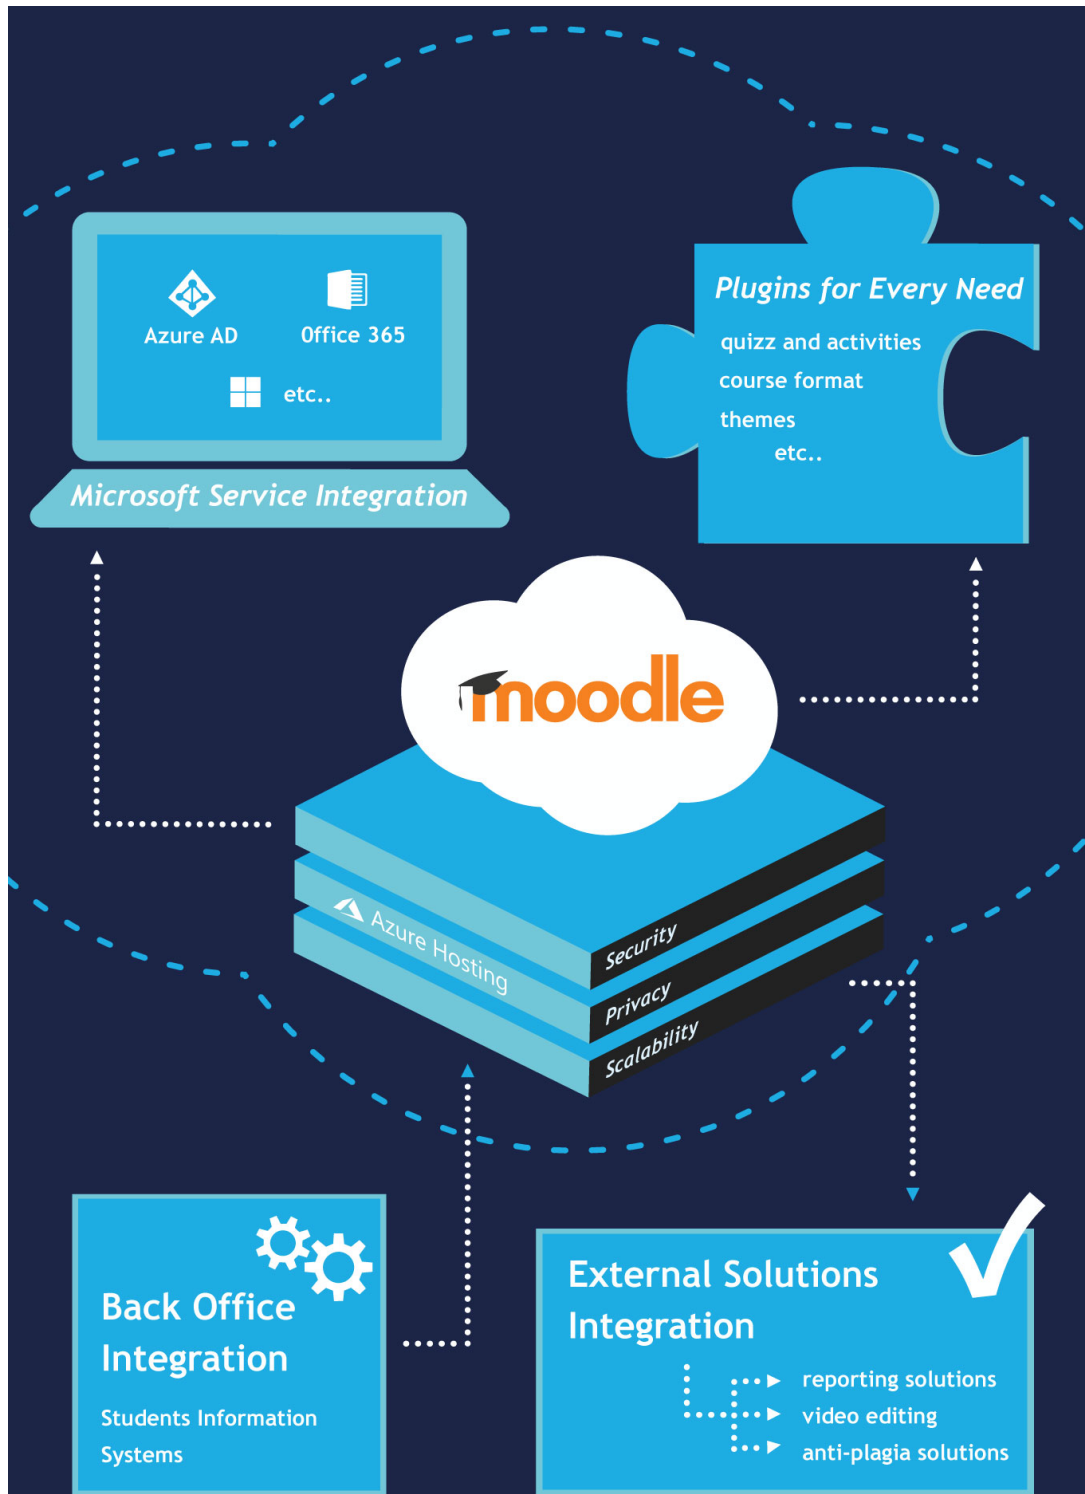 Azure AD
Office 365
etc..
Microsoft Service Integration
Plugins for Every Need
quizz and activities
course format
themes
etc..
moodle
Azure Hosting
Security
Privacy
Scalability
Back Office
Integration
Students Information
Systems
External Solutions
Integration
reporting solutions
video editing
anti-plagia solutions